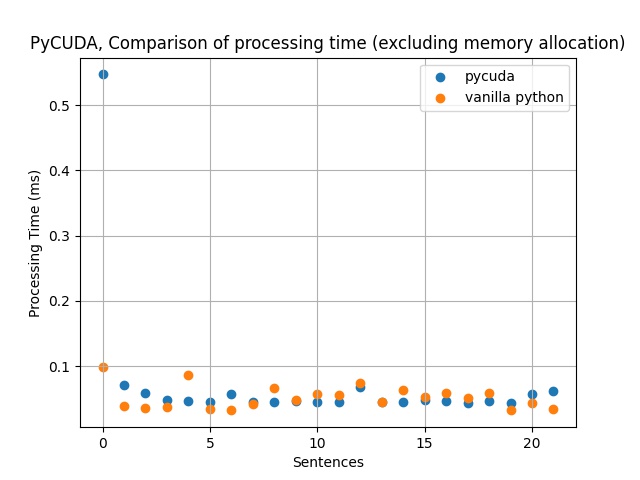 PyCUDA, Comparison of processing time (excluding memory allocation)
pycuda
vanilla python
Processing Time (ms)
0.5
0.4
0.3
0.2
0.1
0 5 10 15 20
Sentences